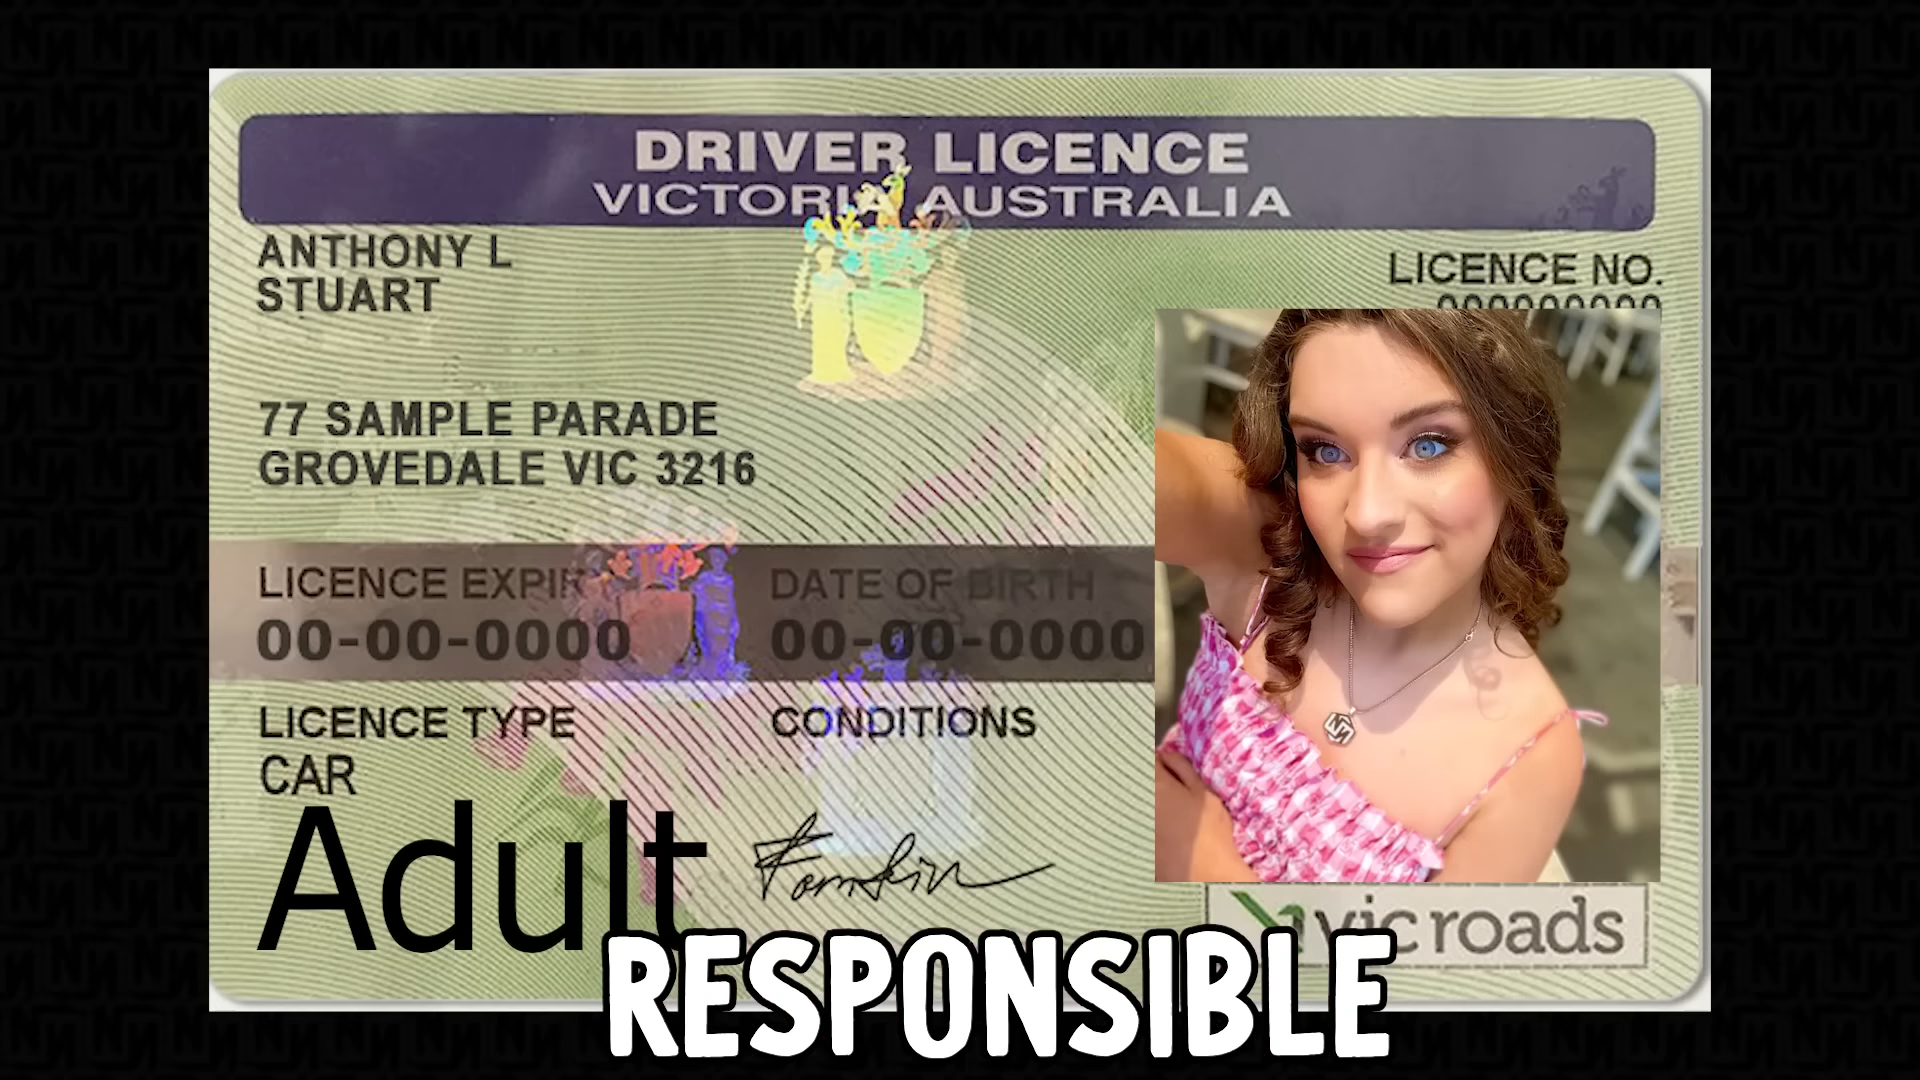 DRIVER LICENCE
VICTORIA AUSTRALIA
ANTHONY L
STUART
LICENCE NO.
000000000
77 SAMPLE PARADE
GROVEDALE VIC 3216
LICENCE EXPIR
DATE OF BIRTH
00-00-0000
00-00-0000
LICENCE TYPE
CONDITIONS
CAR
Adult
vic roads
RESPONSIBLE